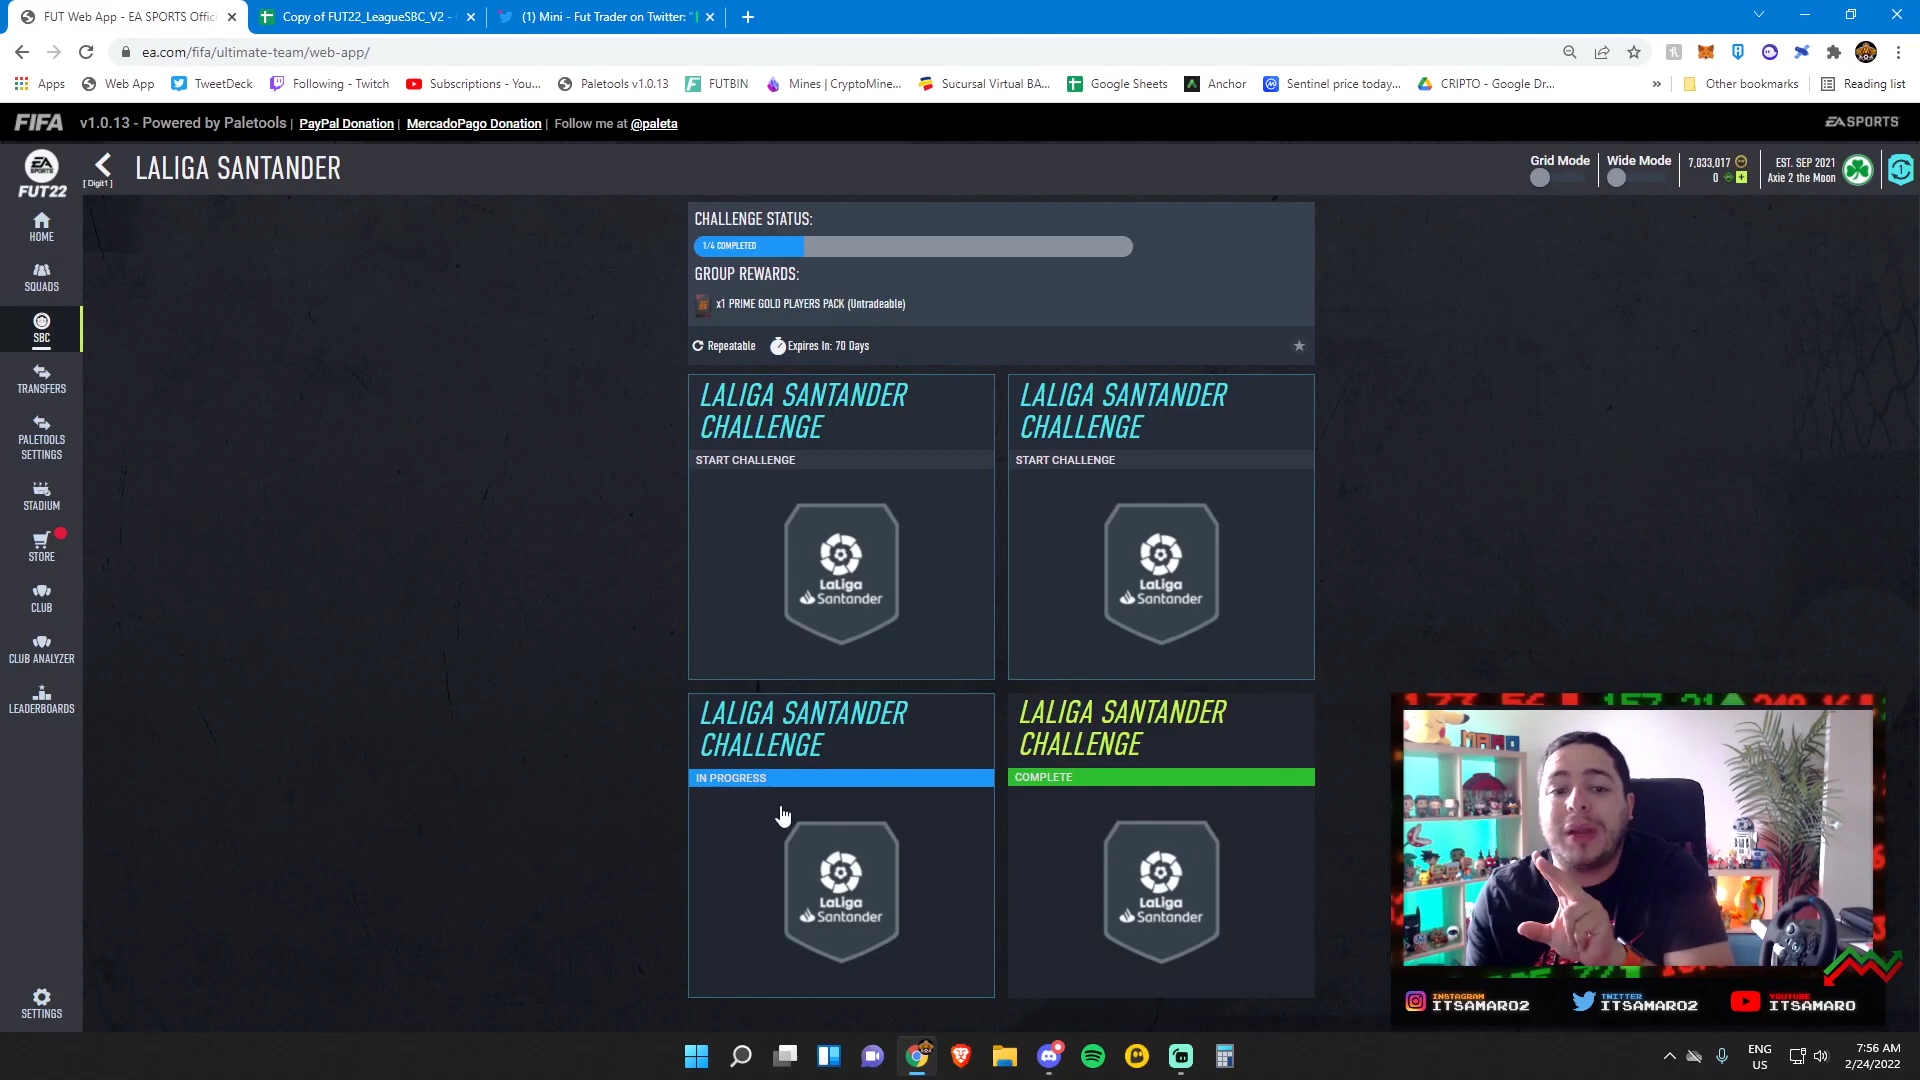 FUT Web App - EA SPORTS Offici
Copy of FUT22_LeagueSBC_V2 -
(1) Mini - Fut Trader on Twitter: "
ea.com/fifa/ultimate-team/web-app/
Apps
Web App
TweetDeck
Following - Twitch
Subscriptions - You...
Paletools v1.0.13
FUTBIN
Mines | CryptoMine...
Sucursal Virtual BA...
Google Sheets
Anchor
Sentinel price today...
CRIPTO - Google Dr...
»
Other bookmarks
Reading list
FIFA
v1.0.13 - Powered by Paletools | PayPal Donation | MercadoPago Donation | Follow me at @paleta
EA SPORTS
EA SPORTS
FUT22
[ Digit1 ]
LALIGA SANTANDER
Grid Mode
Wide Mode
7,033,017
0
EST. SEP 2021
Axie 2 the Moon
1
HOME
SQUADS
SBC
TRANSFERS
PALETOOLS
SETTINGS
STADIUM
STORE
CLUB
CLUB ANALYZER
LEADERBOARDS
SETTINGS
CHALLENGE STATUS:
1/4 COMPLETED
GROUP REWARDS:
x1 PRIME GOLD PLAYERS PACK (Untradeable)
Repeatable
Expires In: 70 Days
LALIGA SANTANDER
CHALLENGE
START CHALLENGE
LaLiga
Santander
LALIGA SANTANDER
CHALLENGE
START CHALLENGE
LaLiga
Santander
LALIGA SANTANDER
CHALLENGE
IN PROGRESS
LaLiga
Santander
LALIGA SANTANDER
CHALLENGE
COMPLETE
LaLiga
Santander
INSTAGRAM
ITSAMARO2
TWITTER
ITSAMARO2
YOUTUBE
ITSAMARO
ENG
US
7:56 AM
2/24/2022